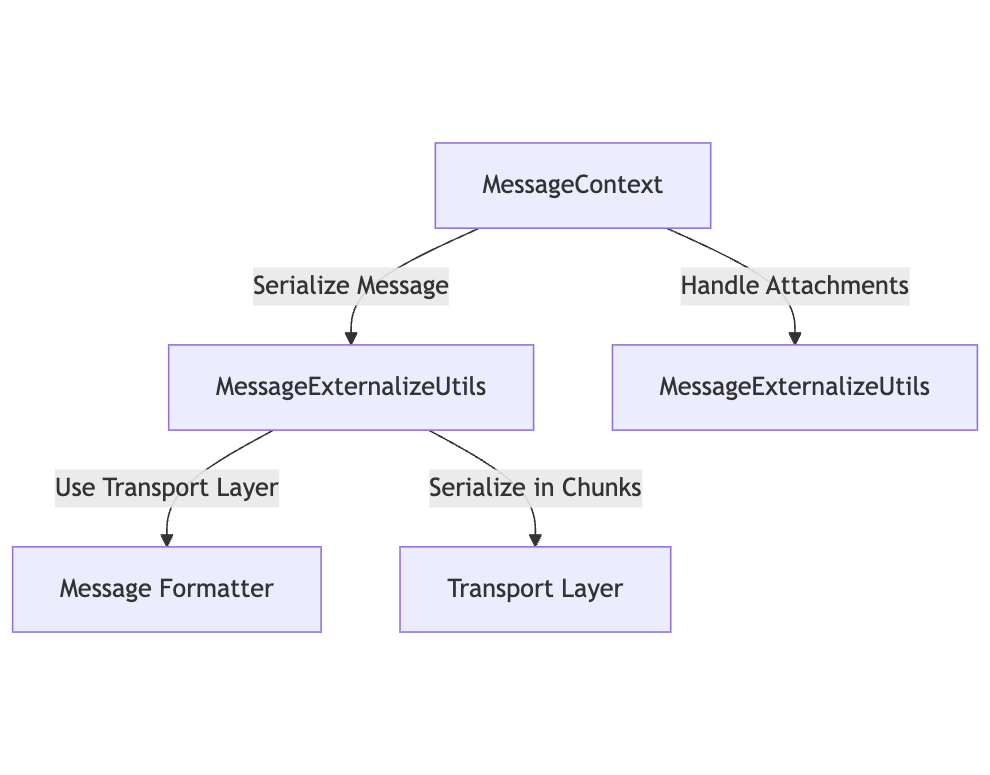 MessageContext
Serialize Message
Handle Attachments
MessageExternalizeUtils
MessageExternalizeUtils
Use Transport Layer
Serialize in Chunks
Message Formatter
Transport Layer